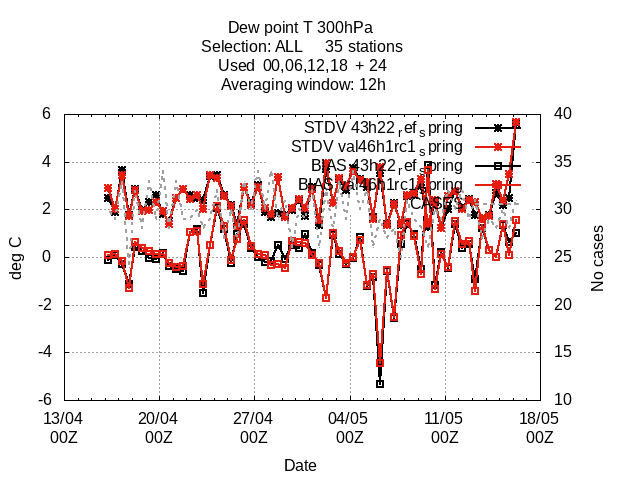 Dew point T 300hPa
Selection: ALL     35 stations
Used  00,06,12,18  + 24
Averaging window: 12h
STDV 43h22ref_spring
STDV val46h1rc1_spring
BIAS 43h22ref_spring
BIAS val46h1rc1_spring
CASES
6
4
2
0
-2
-4
-6
deg C
40
35
30
25
20
15
10
No cases
13/04 20/04 27/04 04/05 11/05 18/05
00Z 00Z 00Z 00Z 00Z 00Z
Date